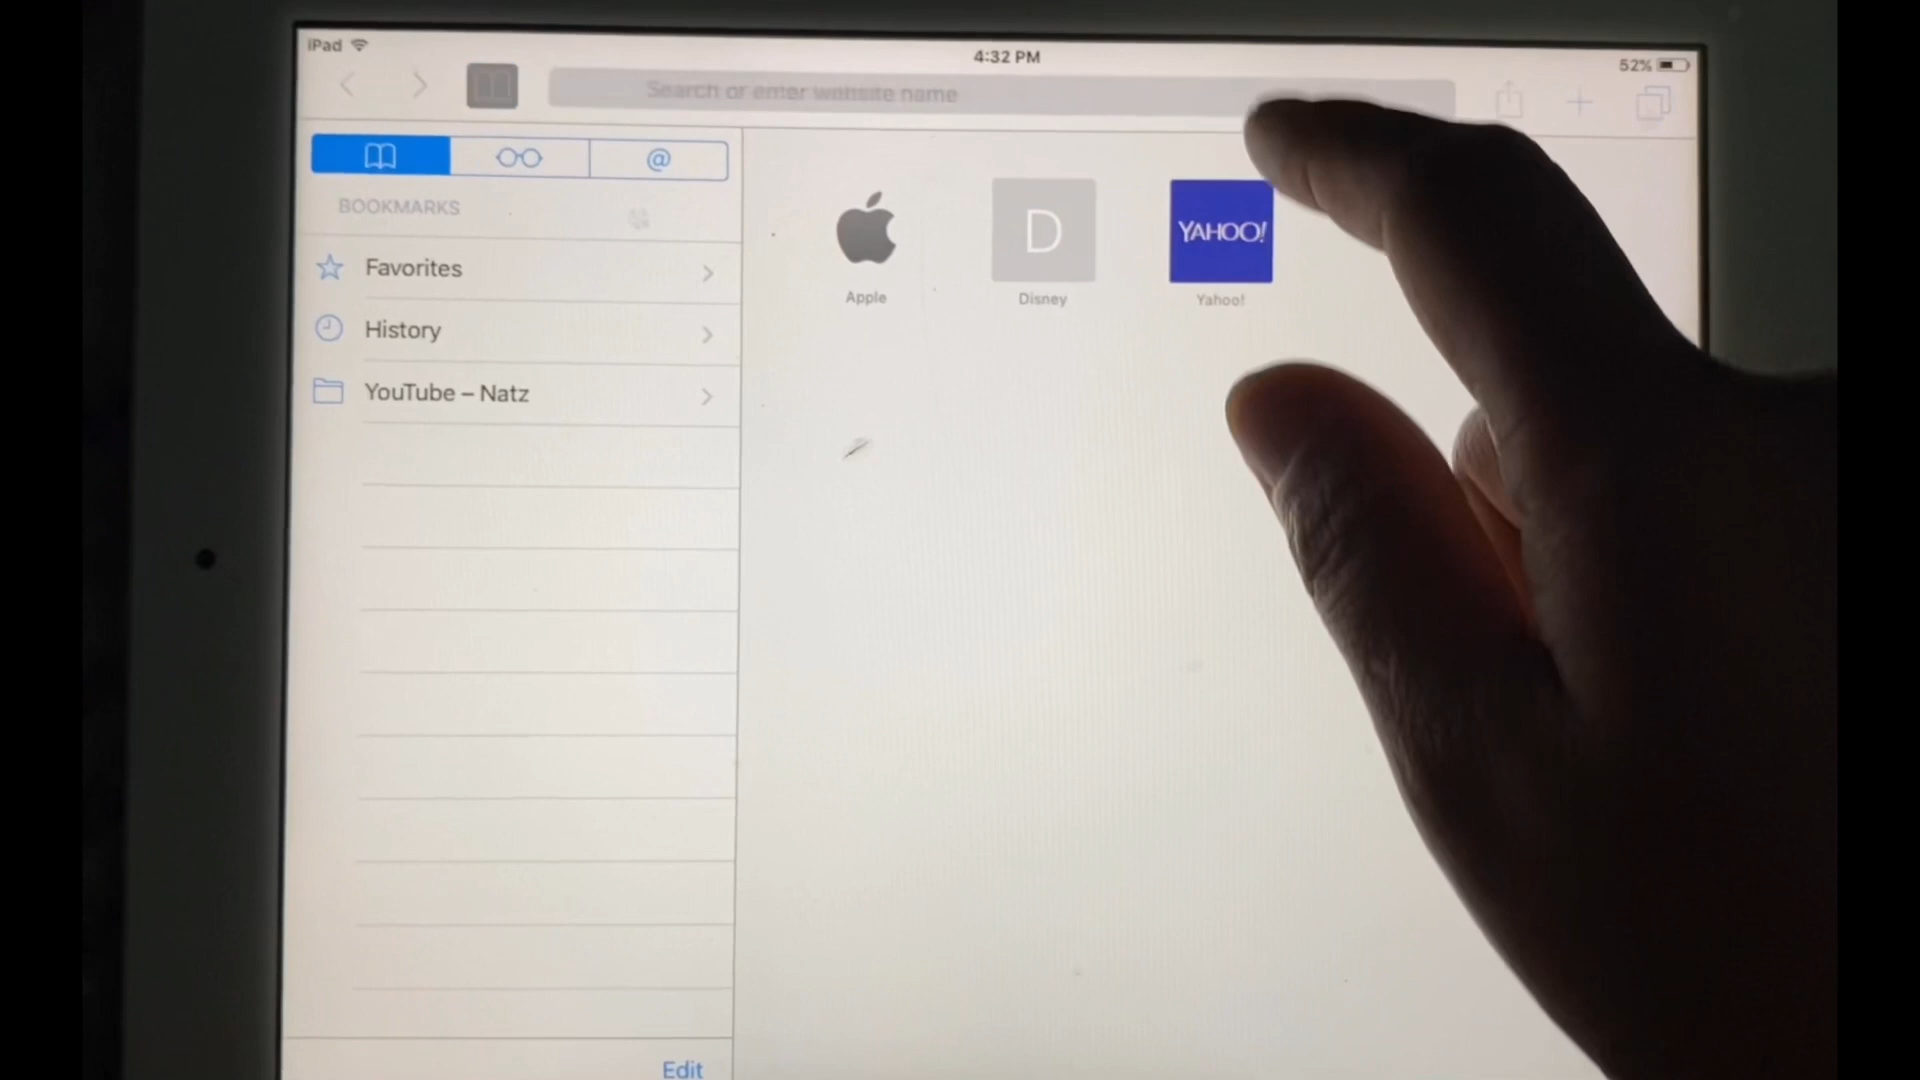 iPad
4:32 PM
52%
Search or enter website name
@
BOOKMARKS
Favorites
History
YouTube – Natz
D
YAHOO!
Apple
Disney
Yahoo!
Edit